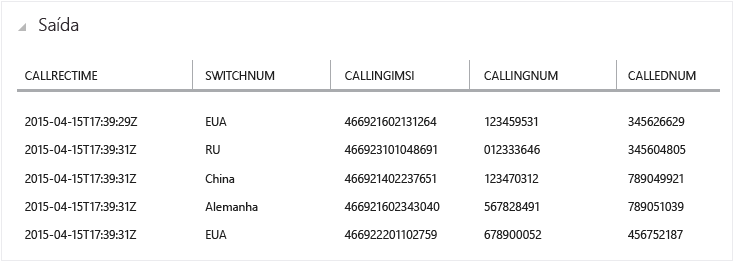 Saída
CALLRECTIME SWITCHNUM CALLINGIMSI CALLINGNUM CALLEDNUM
2015-04-15T17:39:29Z EUA 466921602131264 123459531 345626629
2015-04-15T17:39:31Z RU 466923101048691 012333646 345604805
2015-04-15T17:39:31Z China 466921402237651 123470312 789049921
2015-04-15T17:39:31Z Alemanha 466921602343040 567828491 789051039
2015-04-15T17:39:31Z EUA 466922201102759 678900052 456752187